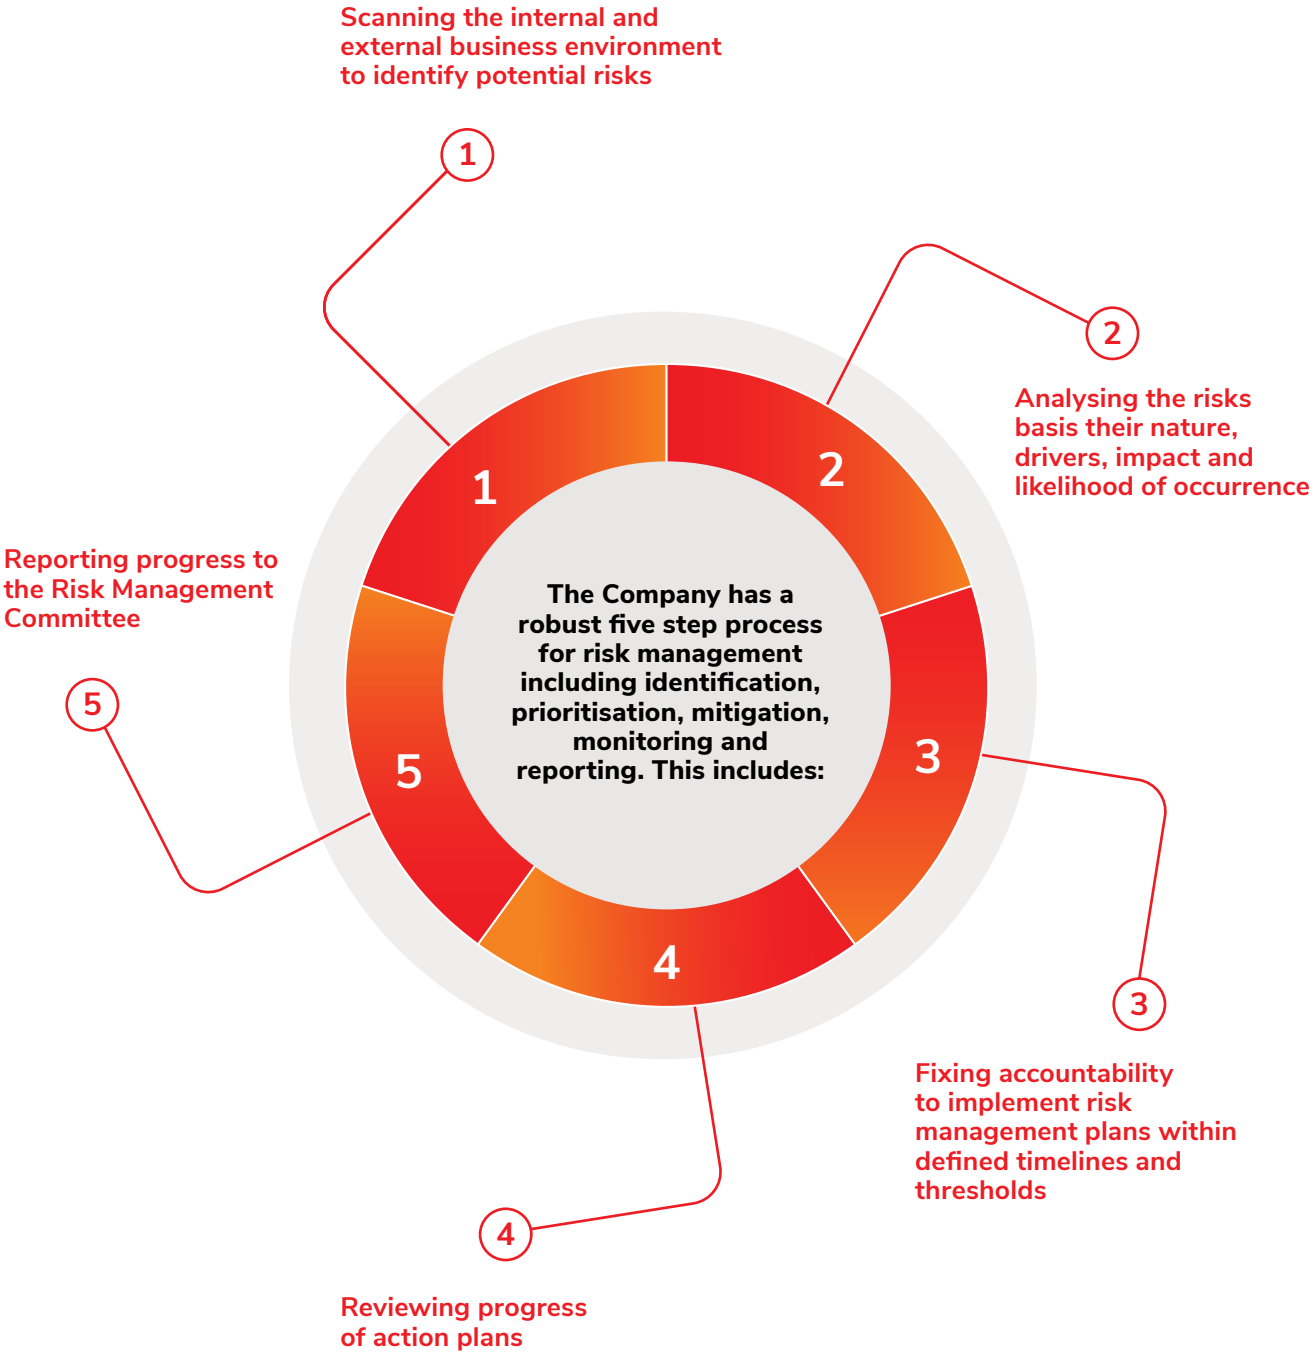 Scanning the internal and
external business environment
to identify potential risks
1
2
Analysing the risks
basis their nature,
drivers, impact and
likelihood of occurrence
1
2
Reporting progress to
the Risk Management
Committee
5
The Company has a
robust five step process
for risk management
including identification,
prioritisation, mitigation,
monitoring and
reporting. This includes:
5
3
4
3
Fixing accountability
to implement risk
management plans within
defined timelines and
thresholds
4
Reviewing progress
of action plans